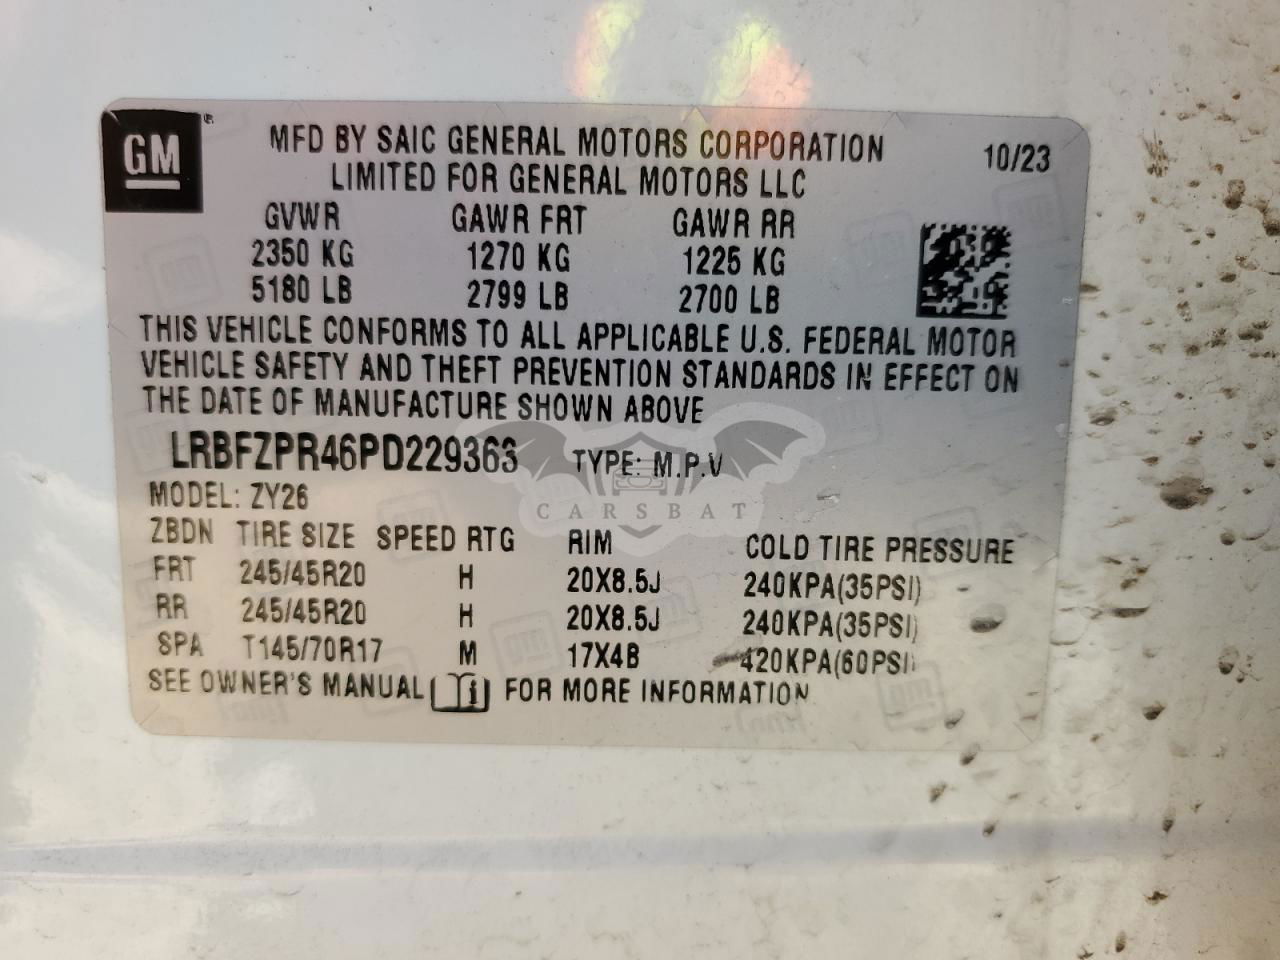 GM
MFD BY SAIC GENERAL MOTORS CORPORATION
LIMITED FOR GENERAL MOTORS LLC
10/23
GVWR GAWR FRT GAWR RR
2350 KG 1270 KG 1225 KG
5180 LB 2799 LB 2700 LB
THIS VEHICLE CONFORMS TO ALL APPLICABLE U.S. FEDERAL MOTOR
VEHICLE SAFETY AND THEFT PREVENTION STANDARDS IN EFFECT ON
THE DATE OF MANUFACTURE SHOWN ABOVE
LRBFZPR46PD229363 TYPE: M.P.V
MODEL: ZY26
CARSBAT
ZBDN TIRE SIZE SPEED RTG RIM COLD TIRE PRESSURE
FRT 245/45R20 H 20X8.5J 240KPA(35PSI)
RR 245/45R20 H 20X8.5J 240KPA(35PSI)
SPA T145/70R17 M 17X4B 420KPA(60PSI)
SEE OWNER'S MANUAL i FOR MORE INFORMATION